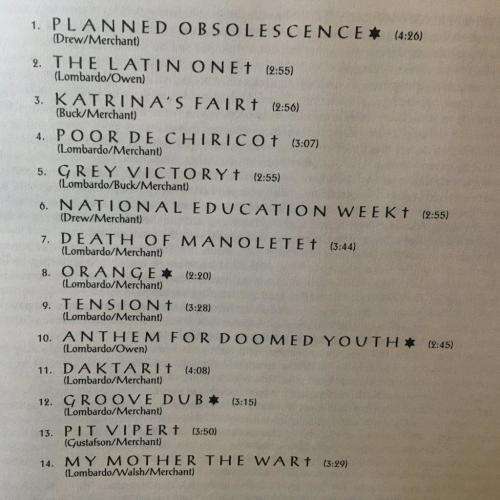 1. PLANNED OBSOLESCENCE✶ (4:26)
(Drew/Merchant)
2. THE LATIN ONE† (2:55)
(Lombardo/Owen)
3. KATRINA'S FAIR† (2:56)
(Buck/Merchant)
4. POOR DE CHIRICO† (3:07)
(Lombardo/Merchant)
5. GREY VICTORY† (2:55)
(Lombardo/Buck/Merchant)
6. NATIONAL EDUCATION WEEK† (2:55)
(Drew/Merchant)
7. DEATH OF MANOLETE† (3:44)
(Lombardo/Merchant)
8. ORANGE✶ (2:20)
(Lombardo/Merchant)
9. TENSION† (3:28)
(Lombardo/Merchant)
10. ANTHEM FOR DOOMED YOUTH✶ (2:45)
(Lombardo/Owen)
11. DAKTARI† (4:08)
(Lombardo/Merchant)
12. GROOVE DUB✶ (3:15)
(Lombardo/Merchant)
13. PIT VIPER† (3:50)
(Gustafson/Merchant)
14. MY MOTHER THE WAR† (3:29)
(Lombardo/Walsh/Merchant)